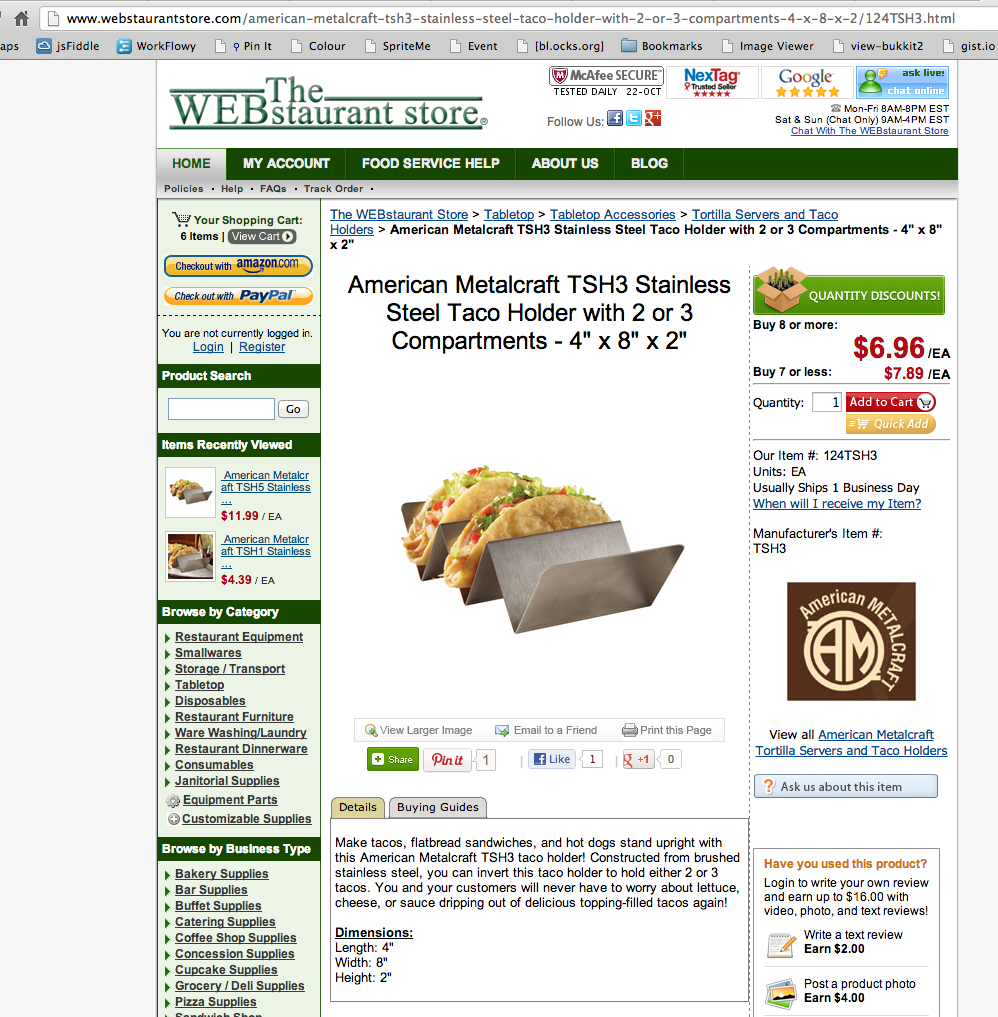 www.webstaurantstore.com/american-metalcraft-tsh3-stainless-steel-taco-holder-with-2-or-3-compartments-4-x-8-x-2/124TSH3.html
aps jsFiddle WorkFlowy Pin It Colour SpriteMe Event [bl.ocks.org] Bookmarks Image Viewer view-bukkit2 gist.io
The
WEBstaurant store®
McAfee SECURE™
TESTED DAILY 22-OCT
NexTag
Trusted Seller
Google
ask live!
chat online
Follow Us:
Mon-Fri 8AM-8PM EST
Sat & Sun (Chat Only) 9AM-4PM EST
Chat With The WEBstaurant Store
HOME MY ACCOUNT FOOD SERVICE HELP ABOUT US BLOG
Policies • Help • FAQs • Track Order •
Your Shopping Cart:
6 Items | View Cart
Checkout with amazon.com
Check out with PayPal
You are not currently logged in.
Login | Register
Product Search
Go
Items Recently Viewed
American Metalcr
aft TSH5 Stainless
...
$11.99 / EA
American Metalcr
aft TSH1 Stainless
...
$4.39 / EA
Browse by Category
Restaurant Equipment
Smallwares
Storage / Transport
Tabletop
Disposables
Restaurant Furniture
Ware Washing/Laundry
Restaurant Dinnerware
Consumables
Janitorial Supplies
Equipment Parts
Customizable Supplies
Browse by Business Type
Bakery Supplies
Bar Supplies
Buffet Supplies
Catering Supplies
Coffee Shop Supplies
Concession Supplies
Cupcake Supplies
Grocery / Deli Supplies
Pizza Supplies
Sandwich Shop
The WEBstaurant Store > Tabletop > Tabletop Accessories > Tortilla Servers and Taco
Holders > American Metalcraft TSH3 Stainless Steel Taco Holder with 2 or 3 Compartments - 4" x 8"
x 2"
American Metalcraft TSH3 Stainless
Steel Taco Holder with 2 or 3
Compartments - 4" x 8" x 2"
View Larger Image Email to a Friend Print this Page
Share Pin it 1 | Like 1 | +1 0
Details Buying Guides
Make tacos, flatbread sandwiches, and hot dogs stand upright with
this American Metalcraft TSH3 taco holder! Constructed from brushed
stainless steel, you can invert this taco holder to hold either 2 or 3
tacos. You and your customers will never have to worry about lettuce,
cheese, or sauce dripping out of delicious topping-filled tacos again!
Dimensions:
Length: 4"
Width: 8"
Height: 2"
QUANTITY DISCOUNTS!
Buy 8 or more:
$6.96 /EA
Buy 7 or less: $7.89 /EA
Quantity: 1 Add to Cart
Quick Add
Our Item #: 124TSH3
Units: EA
Usually Ships 1 Business Day
When will I receive my Item?
Manufacturer's Item #:
TSH3
American METALCRAFT
AM
View all American Metalcraft
Tortilla Servers and Taco Holders
Ask us about this item
Have you used this product?
Login to write your own review
and earn up to $16.00 with
video, photo, and text reviews!
Write a text review
Earn $2.00
Post a product photo
Earn $4.00